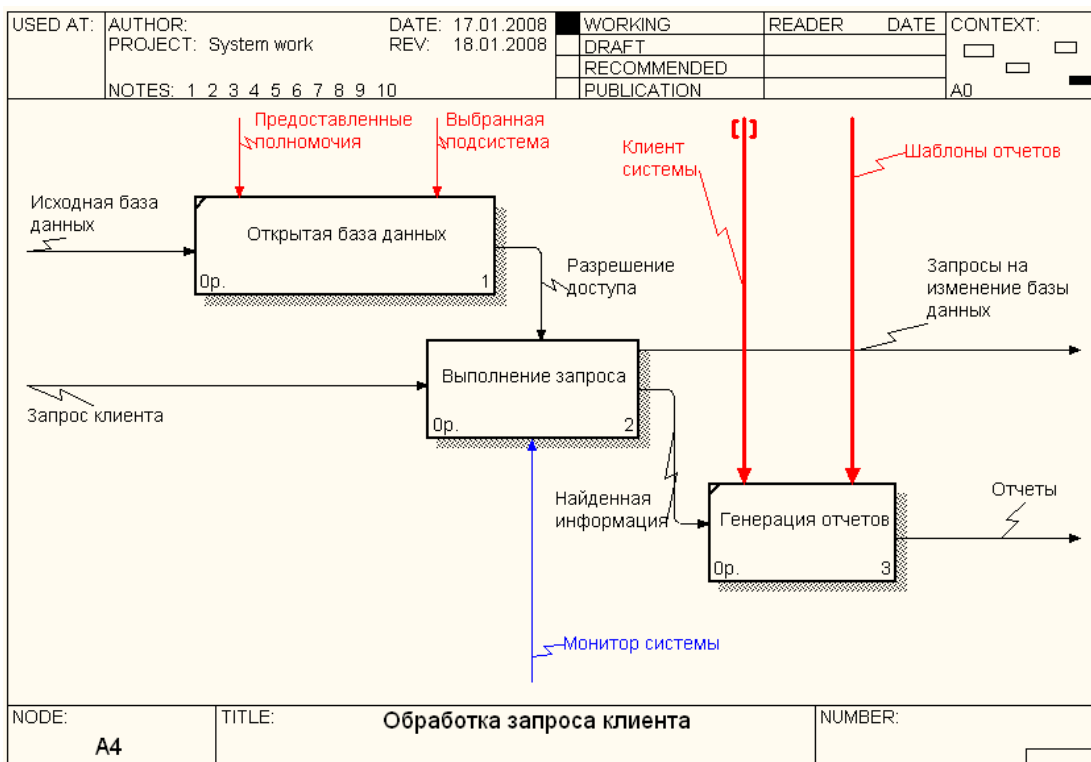 USED AT:
AUTHOR:
DATE: 17.01.2008
PROJECT: System work
REV: 18.01.2008
NOTES: 1 2 3 4 5 6 7 8 9 10
WORKING
DRAFT
RECOMMENDED
PUBLICATION
READER
DATE
CONTEXT:
A0
Предоставленные
полномочия
Выбранная
подсистема
Клиент
системы
Шаблоны отчетов
Исходная база
данных
Открытая база данных
0р.
1
Разрешение
доступа
Запросы на
изменение базы
данных
Выполнение запроса
0р.
2
Запрос клиента
Найденная
информация
Генерация отчетов
0р.
3
Отчеты
Монитор системы
NODE:
A4
TITLE:
Обработка запроса клиента
NUMBER: